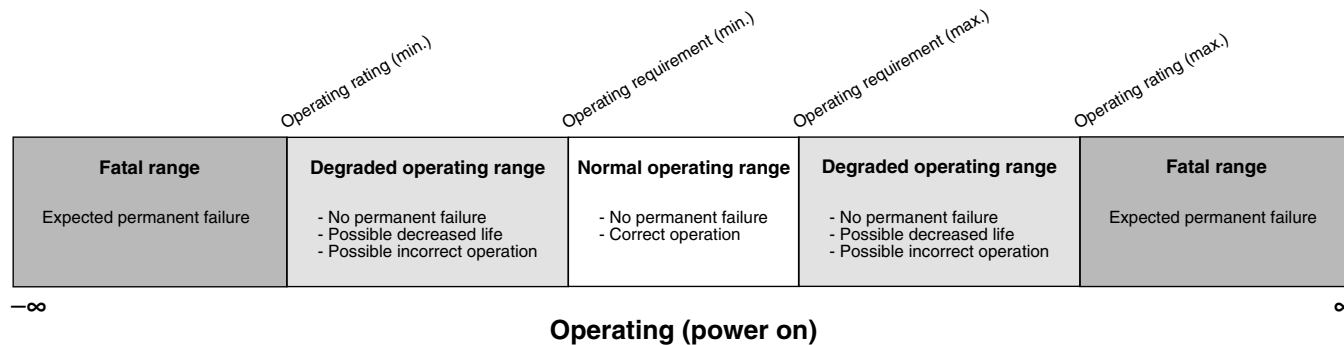 Operating rating (min.)
Operating requirement (min.)
Operating requirement (max.)
Operating rating (max.)
Fatal range
Expected permanent failure
Degraded operating range
- No permanent failure
- Possible decreased life
- Possible incorrect operation
Normal operating range
- No permanent failure
- Correct operation
Degraded operating range
- No permanent failure
- Possible decreased life
- Possible incorrect operation
Fatal range
Expected permanent failure
–∞
∞
Operating (power on)